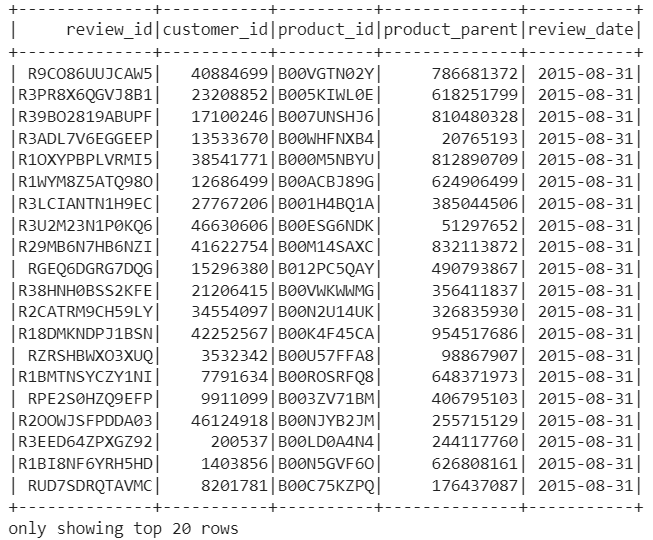 +--------------+-----------+----------+--------------+-----------+
|     review_id|customer_id|product_id|product_parent|review_date|
+--------------+-----------+----------+--------------+-----------+
| R9CO86UUJCAW5|   40884699|B00VGTN02Y|     786681372| 2015-08-31|
|R3PR8X6QGVJ8B1|   23208852|B005KIWL0E|     618251799| 2015-08-31|
|R39BO2819ABUPF|   17100246|B007UNSHJ6|     810480328| 2015-08-31|
|R3ADL7V6EGGEEP|   13533670|B00WHFNXB4|      20765193| 2015-08-31|
|R1OXYPBPLVRMI5|   38541771|B000M5NBYU|     812890709| 2015-08-31|
|R1WYM8Z5ATQ98O|   12686499|B00ACBJ89G|     624906499| 2015-08-31|
|R3LCIANTN1H9EC|   27767206|B001H4BQ1A|     385044506| 2015-08-31|
|R3U2M23N1P0KQ6|   46630606|B00ESG6NDK|      51297652| 2015-08-31|
|R29MB6N7HB6NZI|   41622754|B00M14SAXC|     832113872| 2015-08-31|
| RGEQ6DGRG7DQG|   15296380|B012PC5QAY|     490793867| 2015-08-31|
|R38HNH0BSS2KFE|   21206415|B00VWKWWMG|     356411837| 2015-08-31|
|R2CATRM9CH59LY|   34554097|B00N2U14UK|     326835930| 2015-08-31|
|R18DMKNDPJ1BSN|   42252567|B00K4F45CA|     954517686| 2015-08-31|
| RZRSHBWXO3XUQ|    3532342|B00U57FFA8|      98867907| 2015-08-31|
|R1BMTNSYCZY1NI|    7791634|B00ROSRFQ8|     648371973| 2015-08-31|
| RPE2S0HZQ9EFP|    9911099|B003ZV71BM|     406795103| 2015-08-31|
|R2OOWJSFPDDA03|   46124918|B00NJYB2JM|     255715129| 2015-08-31|
|R3EED64ZPXGZ92|     200537|B00LD0A4N4|     244117760| 2015-08-31|
|R1BI8NF6YRH5HD|    1403856|B00N5GVF6O|     626808161| 2015-08-31|
| RUD7SDRQTAVMC|    8201781|B00C75KZPQ|     176437087| 2015-08-31|
+--------------+-----------+----------+--------------+-----------+
only showing top 20 rows